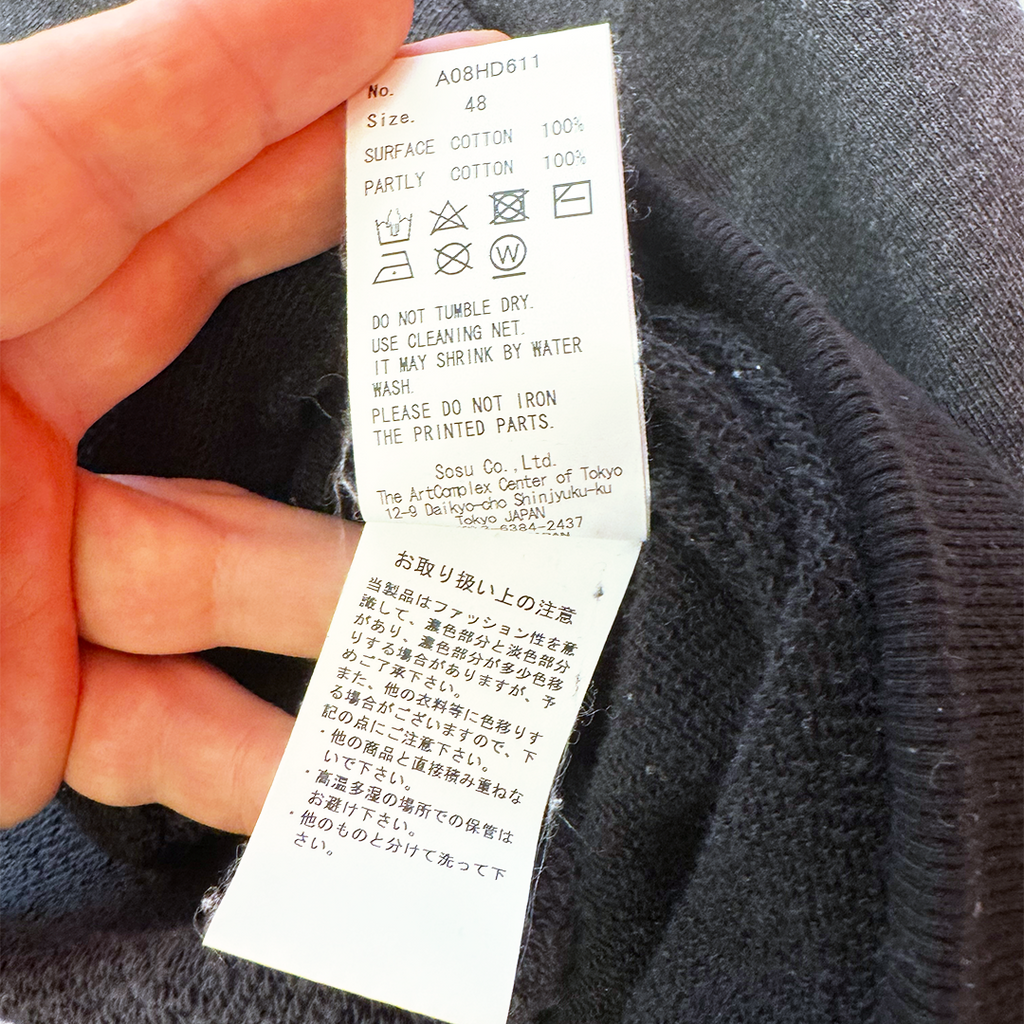 No. A08HD611
Size. 48
SURFACE COTTON 100%
PARTLY COTTON 100%
W
DO NOT TUMBLE DRY.
USE CLEANING NET.
IT MAY SHRINK BY WATER
WASH.
PLEASE DO NOT IRON
THE PRINTED PARTS.
Sosu Co.,Ltd.
The ArtComplex Center of Tokyo
12-9 Daikyo-cho Shinjyuku-ku
Tokyo JAPAN
6384-2437
お取り扱い上の注意
当製品はファッション性を意
識して、濃色部分と淡色部分
があり、濃色部分が多少色移
りする場合がありますが、予
めご了承下さい。
また、他の衣料等に色移りす
る場合がございますので、下
記の点にご注意下さい。
・他の商品と直接積み重ねな
いで下さい。
・高温多湿の場所での保管は
お避け下さい。
・他のものと分けて洗って下
さい。